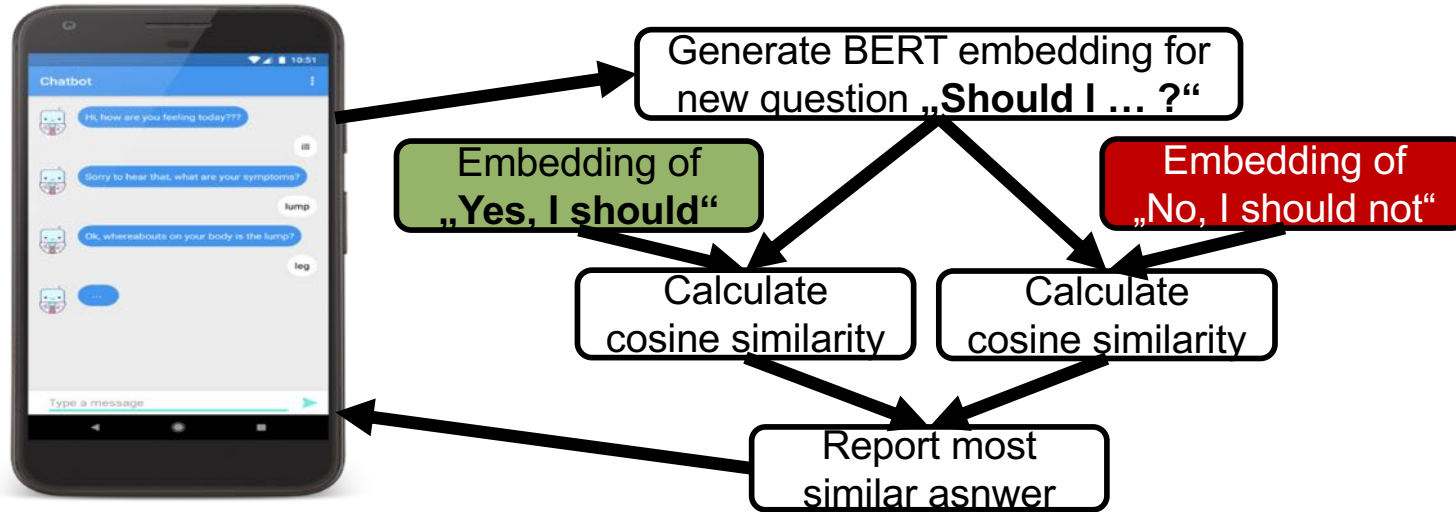 10:51
Chatbot
Hi, how are you feeling today???
ill
Sorry to hear that, what are your symptoms?
lump
Ok, whereabouts on your body is the lump?
leg
...
Type a message
Generate BERT embedding for
new question „Should I … ?“
Embedding of
„Yes, I should“
Embedding of
„No, I should not“
Calculate
cosine similarity
Calculate
cosine similarity
Report most
similar asnwer